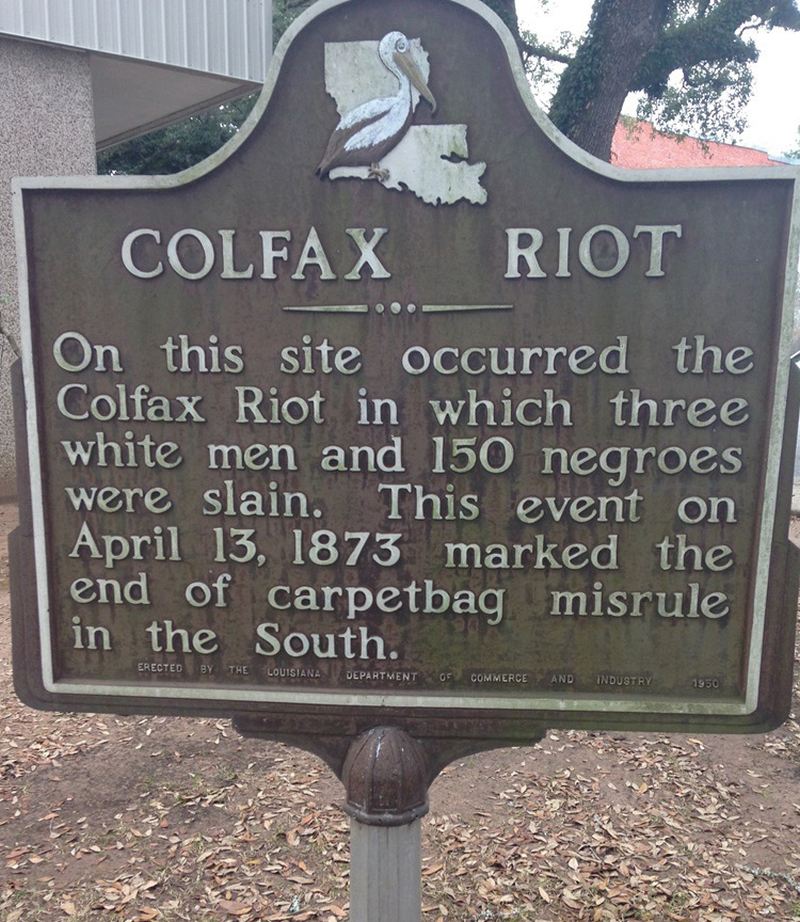 COLFAX RIOT
On this site occurred the
Colfax Riot in which three
white men and 150 negroes
were slain. This event on
April 13, 1873 marked the
end of carpetbag misrule
in the South.
ERECTED BY THE LOUISIANA DEPARTMENT OF COMMERCE AND INDUSTRY 1950